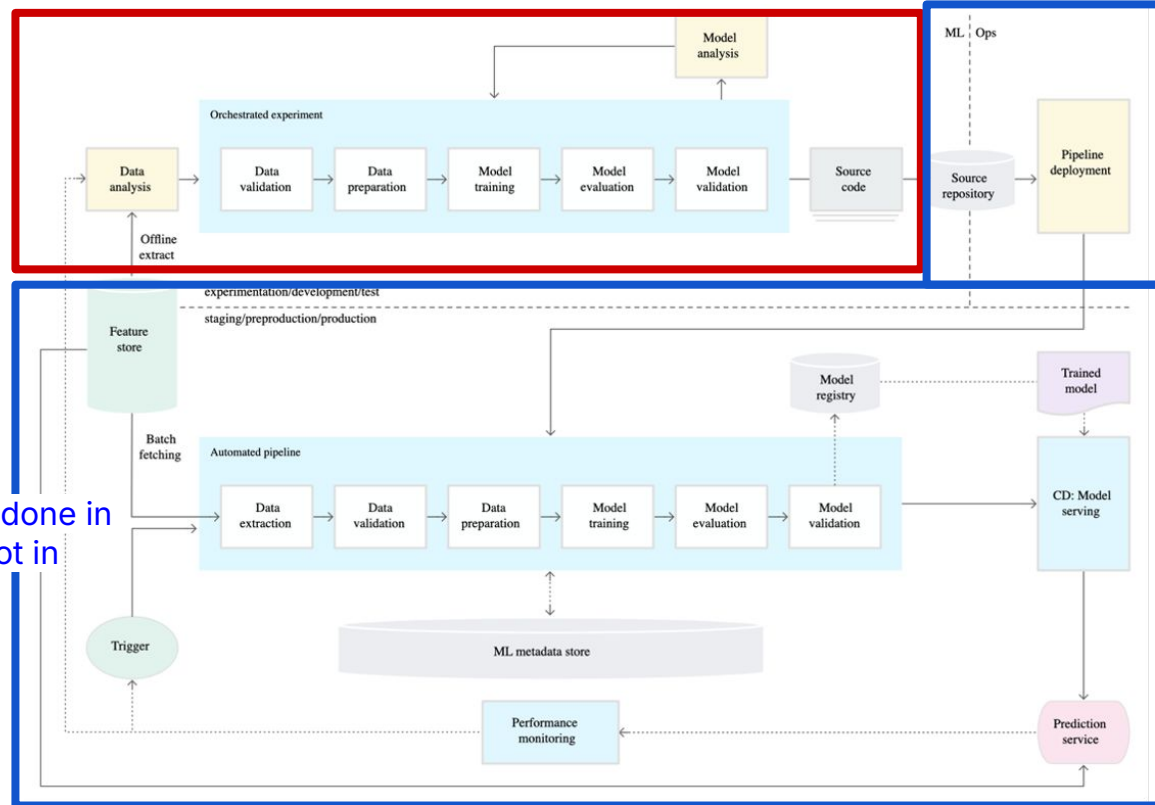 Model
analysis
ML
Ops
Orchestrated experiment
Data
analysis
Data
validation
Data
preparation
Model
training
Model
evaluation
Model
validation
Source
code
Source
repository
Pipeline
deployment
Offline
extract
experimentation/development/test
staging/preproduction/production
Feature
store
Model
registry
Trained
model
Batch
fetching
Automated pipeline
Data
extraction
Data
validation
Data
preparation
Model
training
Model
evaluation
Model
validation
CD: Model
serving
done in
ot in
Trigger
ML metadata store
Performance
monitoring
Prediction
service